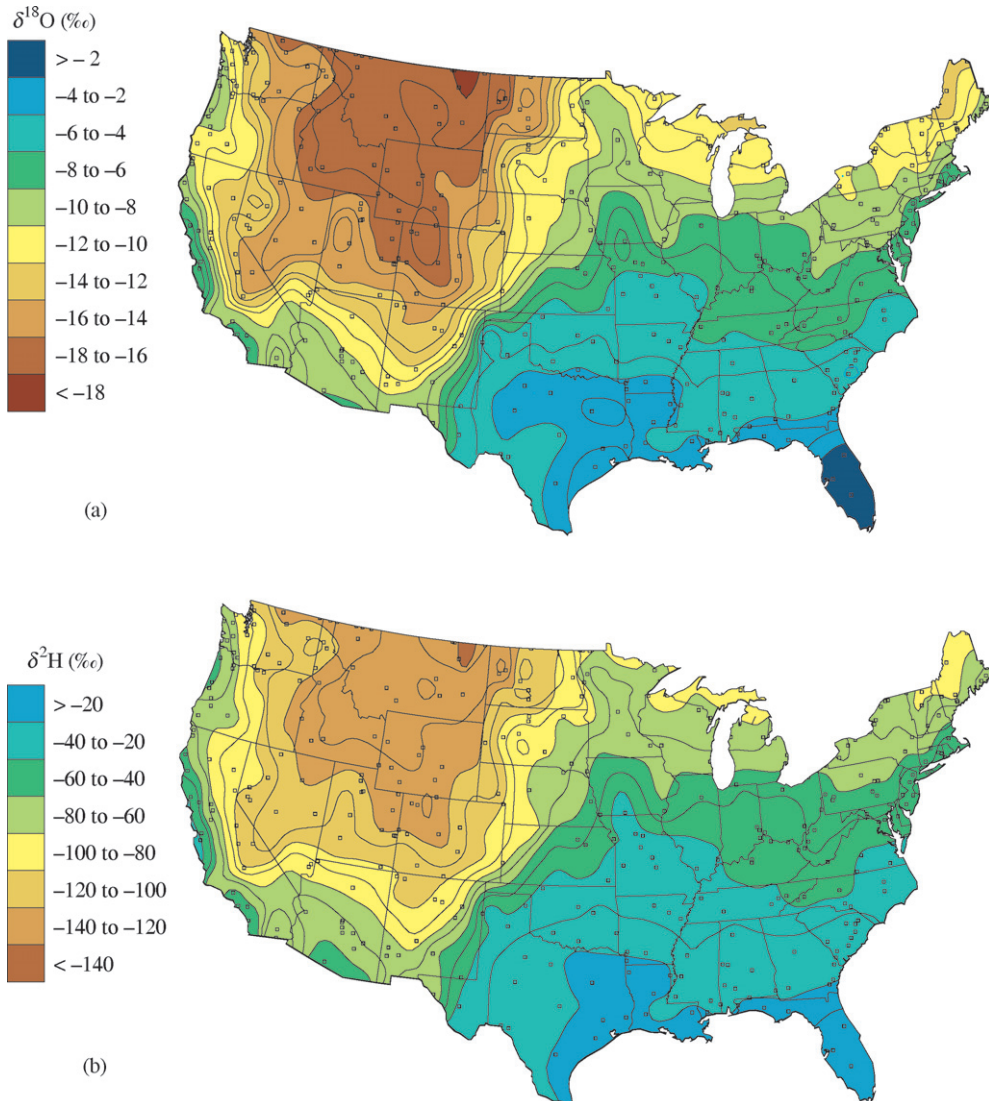 δ¹⁸O (‰)
> – 2
–4 to –2
–6 to –4
–8 to –6
–10 to –8
–12 to –10
–14 to –12
–16 to –14
–18 to –16
< –18
(a)
δ²H (‰)
> –20
–40 to –20
–60 to –40
–80 to –60
–100 to –80
–120 to –100
–140 to –120
< –140
(b)